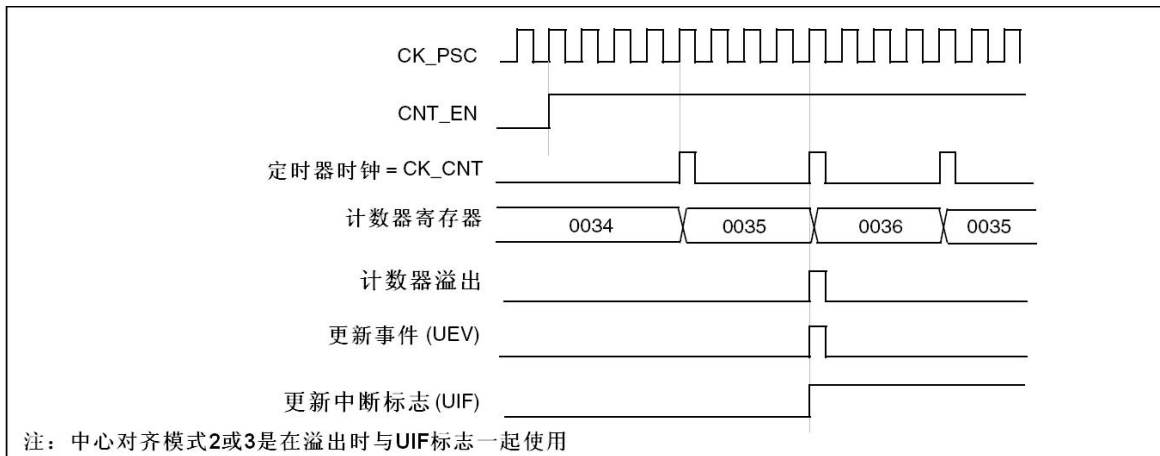 CK_PSC
CNT_EN
定时器时钟 = CK_CNT
计数器寄存器
0034 0035 0036 0035
计数器溢出
更新事件 (UEV)
更新中断标志 (UIF)
注：中心对齐模式2或3是在溢出时与UIF标志一起使用